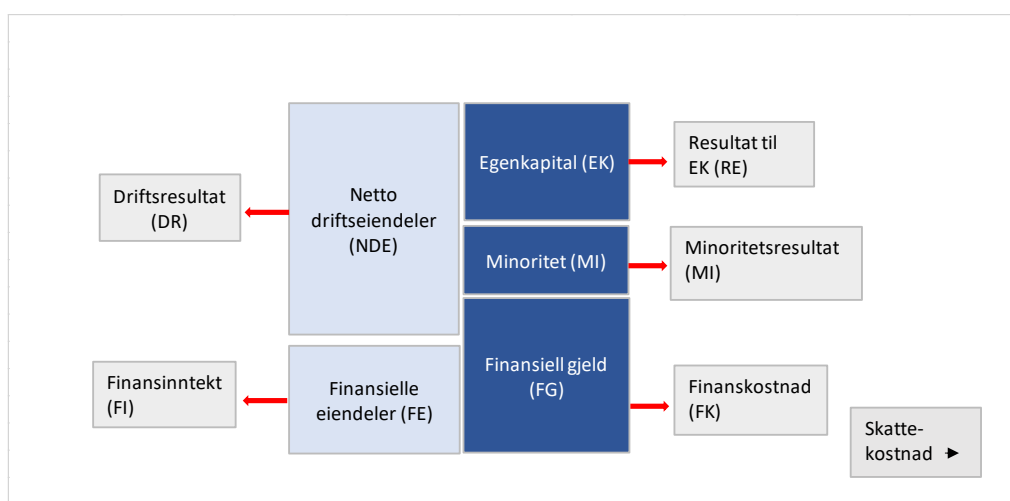 Driftsresultat
(DR)
Netto
driftseiendeler
(NDE)
Egenkapital (EK)
Resultat til
EK (RE)
Minoritet (MI)
Minoritetsresultat
(MI)
Finansinntekt
(FI)
Finansielle
eiendeler (FE)
Finansiell gjeld
(FG)
Finanskostnad
(FK)
Skatte-
kostnad